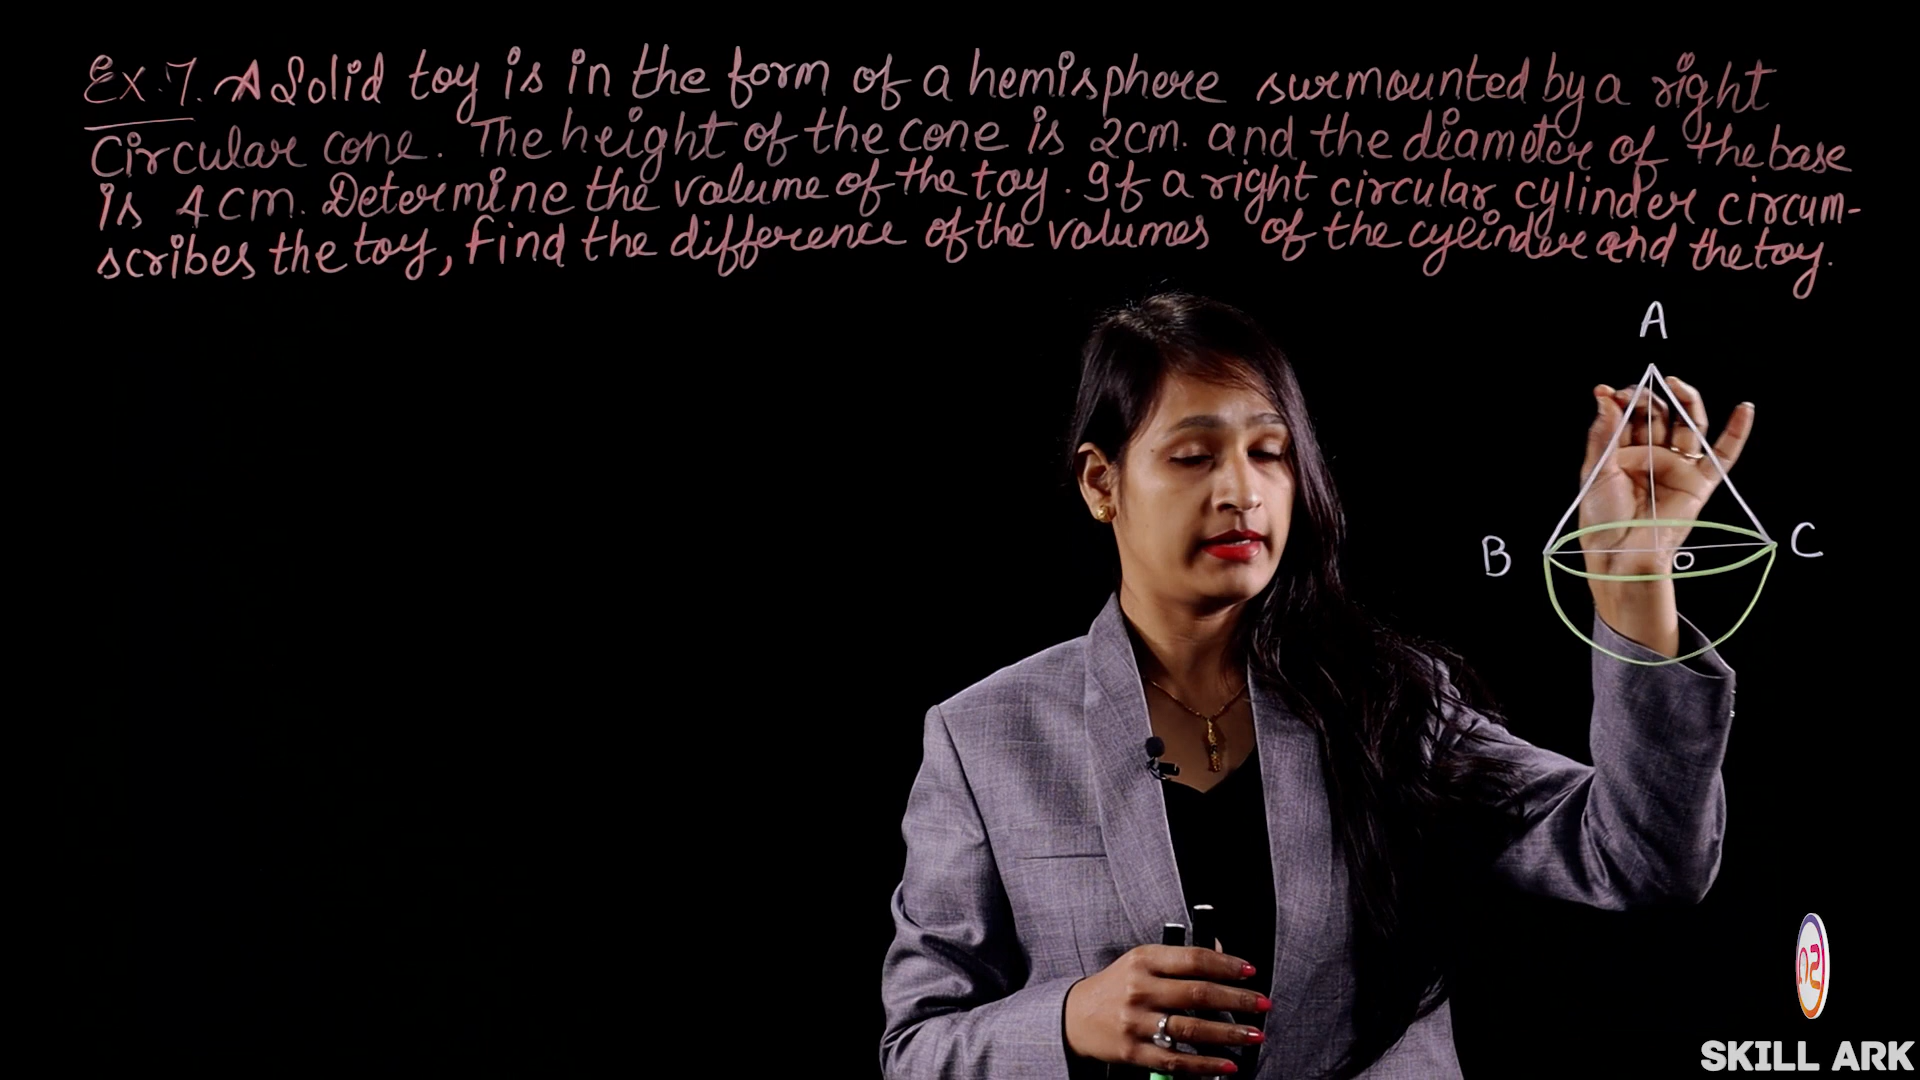 Ex.7. A Solid toy is in the form of a hemisphere surmounted by a right
Circular cone. The height of the cone is 2cm. and the diameter of the base
is 4cm. Determine the volume of the toy. If a right circular cylinder circum-
scribes the toy, find the difference of the volumes of the cylinder and the toy.
A
B
O
C
SKILL ARK